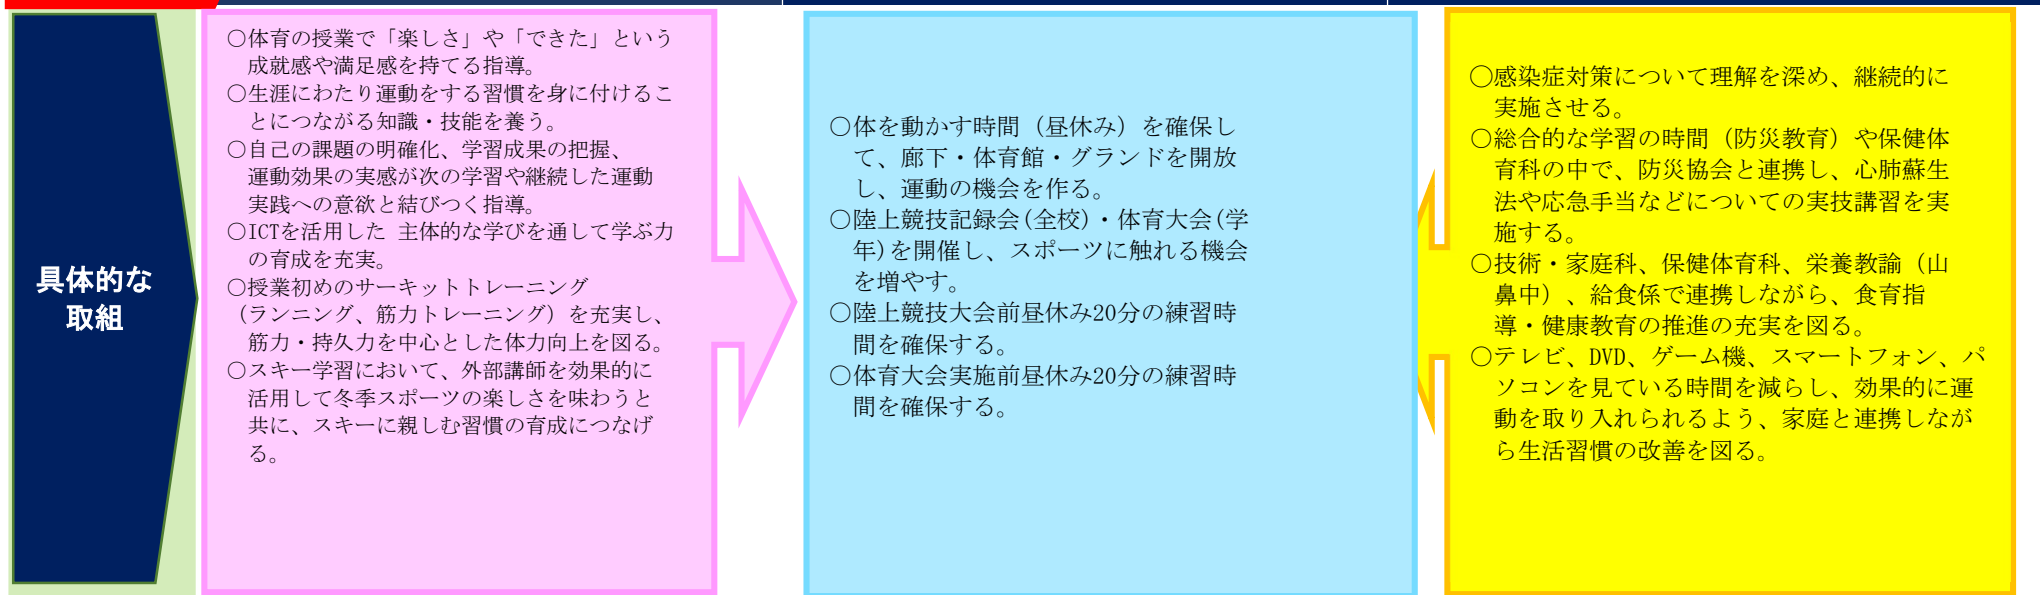 具体的な
取組
○体育の授業で「楽しさ」や「できた」という
成就感や満足感を持てる指導。
○生涯にわたり運動をする習慣を身に付けるこ
とにつながる知識・技能を養う。
○自己の課題の明確化、学習成果の把握、
運動効果の実感が次の学習や継続した運動
実践への意欲と結びつく指導。
○ICTを活用した 主体的な学びを通して学ぶ力
の育成を充実。
○授業初めのサーキットトレーニング
(ランニング、筋力トレーニング) を充実し、
筋力・持久力を中心とした体力向上を図る。
○スキー学習において、外部講師を効果的に
活用して冬季スポーツの楽しさを味わうと
共に、スキーに親しむ習慣の育成につなげ
る。
○体を動かす時間 (昼休み) を確保し
て、廊下・体育館・グランドを開放
し、運動の機会を作る。
○陸上競技記録会(全校)・体育大会(学
年)を開催し、スポーツに触れる機会
を増やす。
○陸上競技大会前昼休み20分の練習時
間を確保する。
○体育大会実施前昼休み20分の練習時
間を確保する。
○感染症対策について理解を深め、継続的に
実施させる。
○総合的な学習の時間 (防災教育) や保健体
育科の中で、防災協会と連携し、心肺蘇生
法や応急手当などについての実技講習を実
施する。
○技術・家庭科、保健体育科、栄養教諭 (山
鼻中) 、給食係で連携しながら、食育指
導・健康教育の推進の充実を図る。
○テレビ、DVD、ゲーム機、スマートフォン、パ
ソコンを見ている時間を減らし、効果的に運
動を取り入れられるよう、家庭と連携しなが
ら生活習慣の改善を図る。